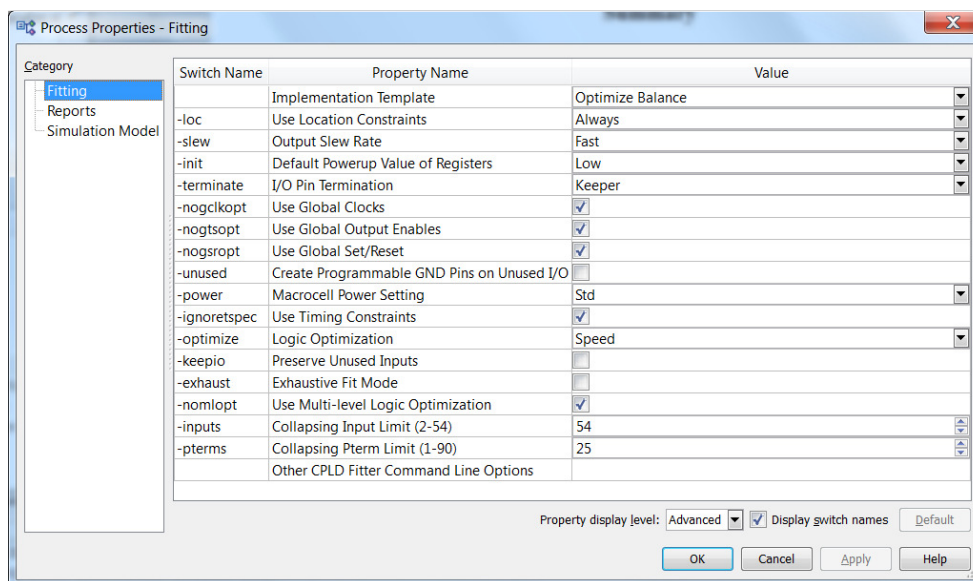 Process Properties - Fitting
Summary
Category
Fitting
Reports
Simulation Model
Switch Name Property Name Value
Implementation Template Optimize Balance
-loc Use Location Constraints Always
-slew Output Slew Rate Fast
-init Default Powerup Value of Registers Low
-terminate I/O Pin Termination Keeper
-nogclkopt Use Global Clocks
-nogtsopt Use Global Output Enables
-nogsropt Use Global Set/Reset
-unused Create Programmable GND Pins on Unused I/O
-power Macrocell Power Setting Std
-ignoretspec Use Timing Constraints
-optimize Logic Optimization Speed
-keepio Preserve Unused Inputs
-exhaust Exhaustive Fit Mode
-nomlopt Use Multi-level Logic Optimization
-inputs Collapsing Input Limit (2-54) 54
-pterms Collapsing Pterm Limit (1-90) 25
Other CPLD Fitter Command Line Options
Property display level: Advanced Display switch names Default
OK Cancel Apply Help